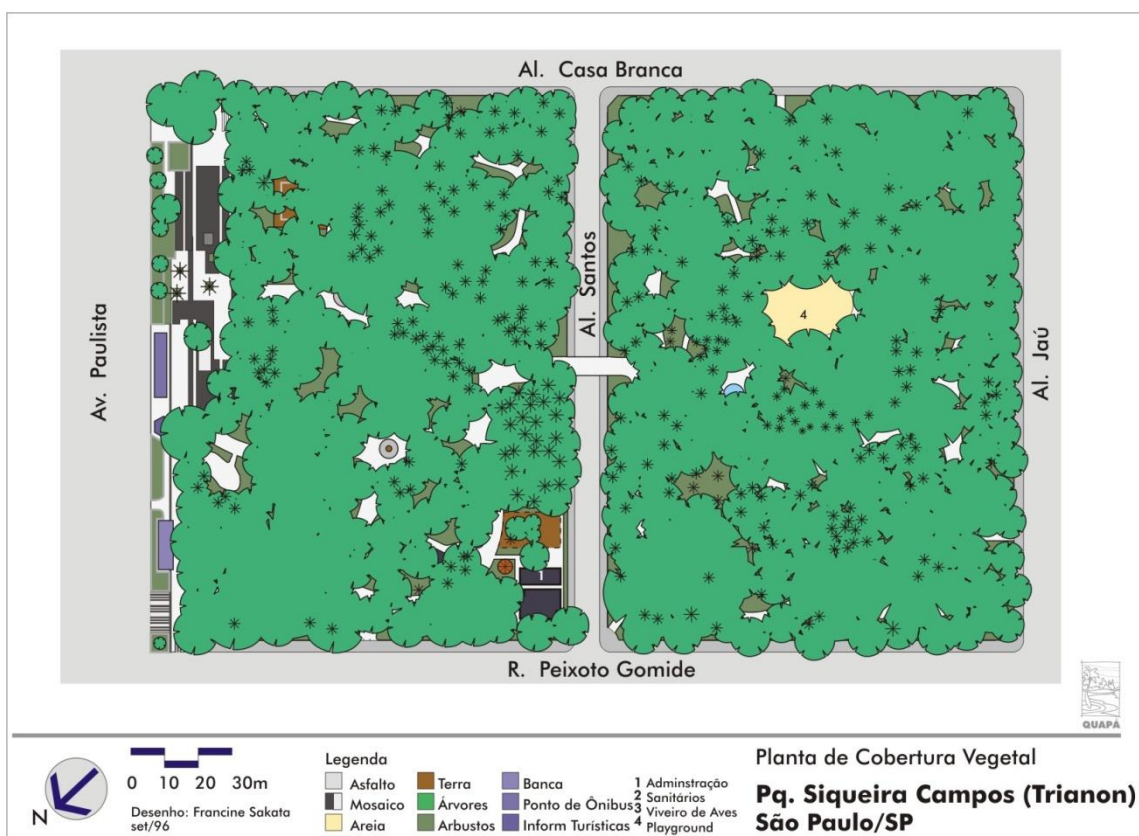 Al. Casa Branca
Av. Paulista
Al. Santos
Al. Jaú
4
1
R. Peixoto Gomide
QUAPÁ
N
0 10 20 30m
Desenho: Francine Sakata
set/96
Legenda
Asfalto
Mosaico
Areia
Terra
Árvores
Arbustos
Banca
Ponto de Ônibus
Inform Turísticas
1 Adminstração
2 Sanitários
3 Viveiro de Aves
4 Playground
Planta de Cobertura Vegetal
Pq. Siqueira Campos (Trianon)
São Paulo/SP